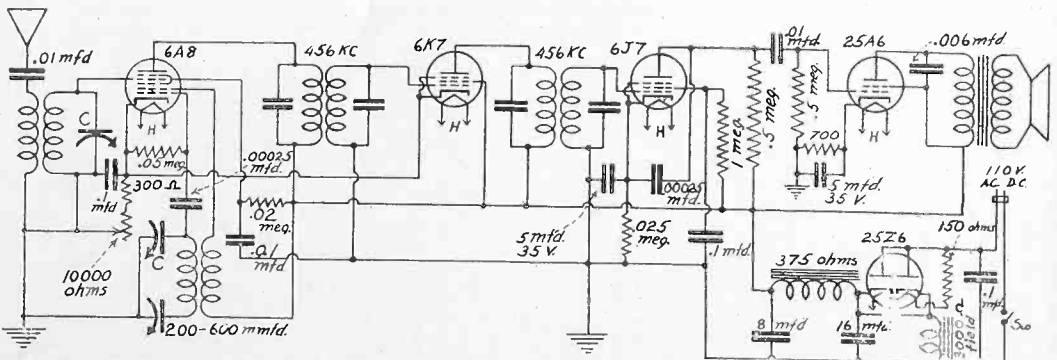 .01 mfd
6A8
456 KC
6K7
456 KC
6J7
.01
mfd
25A6
.006 mfd.
H
H
H
H
C
.05 meg
.00025
mfd.
300 Ω
.1
mfd
10000
ohms
C
200-600 mmfd.
.02
meg.
0.1
mfd
5 mfd.
35 V.
.00025
mfd.
.025
meg.
1 meg.
.5 meg.
.5 meg.
700
5 mfd.
35 V.
.1 mfd
375 ohms
8 mfd
16 mfd.
25Z6
110 V.
AC D.C.
150 ohms
3000 Ω
field
.1
mfd.
Sw